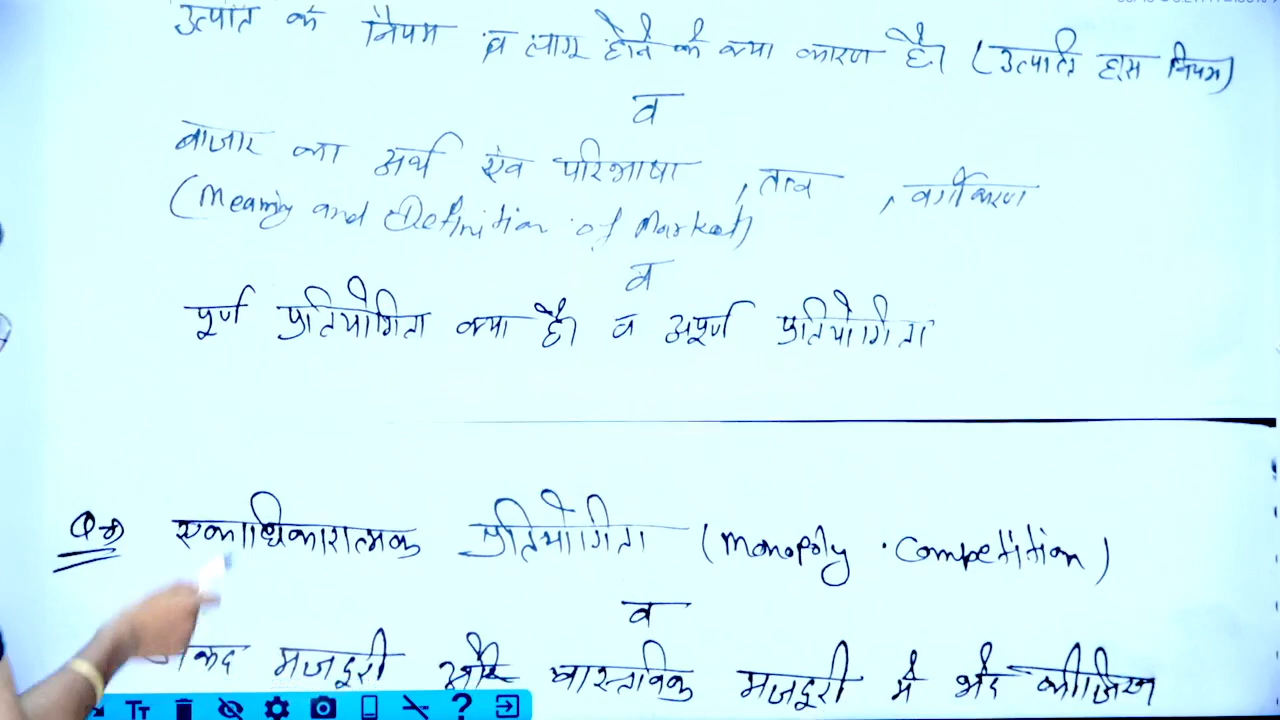 उत्पत्ति के नियम व लागू होने के क्या कारण है। (उत्पत्ति ह्रास नियम)
व
बाजार का अर्थ एंव परिभाषा , तत्व , वर्गीकरण
(Meaning and Definition of Market)
व
पूर्ण प्रतियोगिता क्या है। व अपूर्ण प्रतियोगिता
एकाधिकारात्मक प्रतियोगिता (Monopoly Competition)
व
मजदूरी और वास्तविक मजदूरी में भेद कीजिए